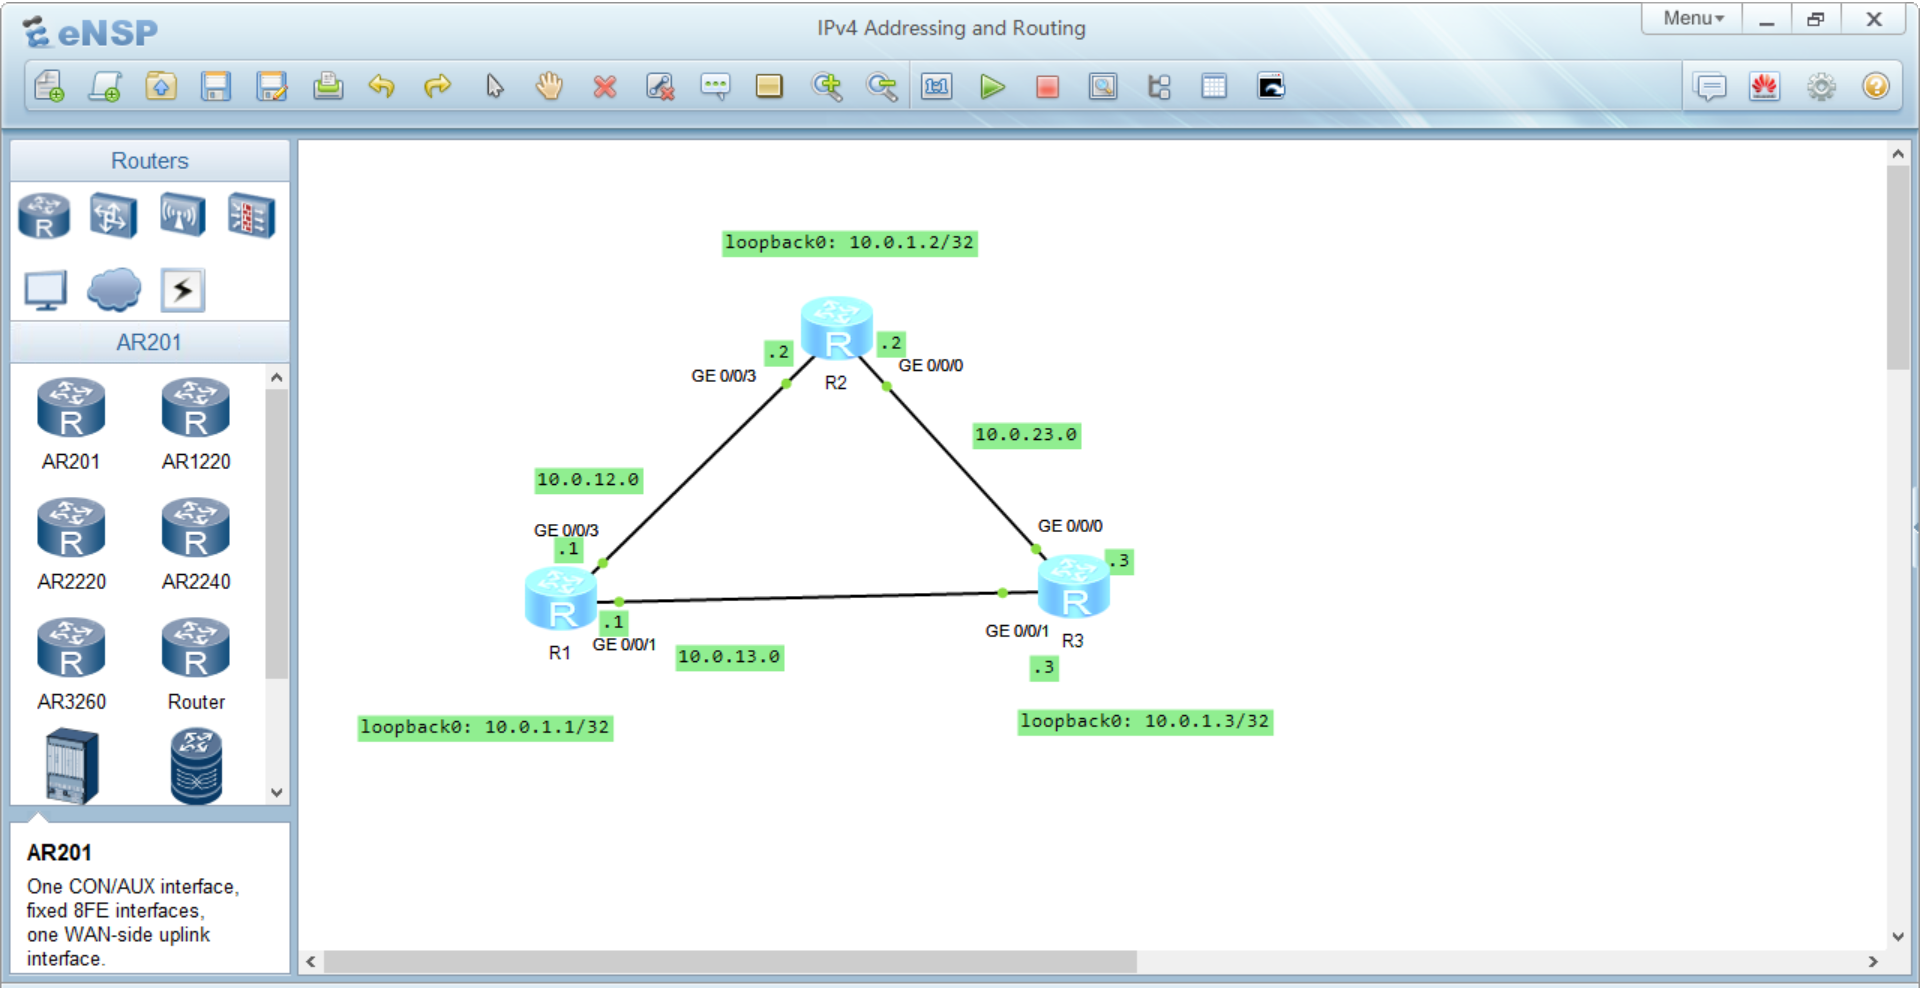 eNSP
IPv4 Addressing and Routing
Menu
1:1
Routers
R
AR201
R
R
AR201
AR1220
R
R
AR2220
AR2240
R
R
AR3260
Router
AR201
One CON/AUX interface,
fixed 8FE interfaces,
one WAN-side uplink
interface.
loopback0: 10.0.1.2/32
R
.2
.2
GE 0/0/3
GE 0/0/0
R2
10.0.23.0
10.0.12.0
GE 0/0/3
.1
GE 0/0/0
.3
R
R
.1
GE 0/0/1
R1
GE 0/0/1
R3
10.0.13.0
.3
loopback0: 10.0.1.1/32
loopback0: 10.0.1.3/32